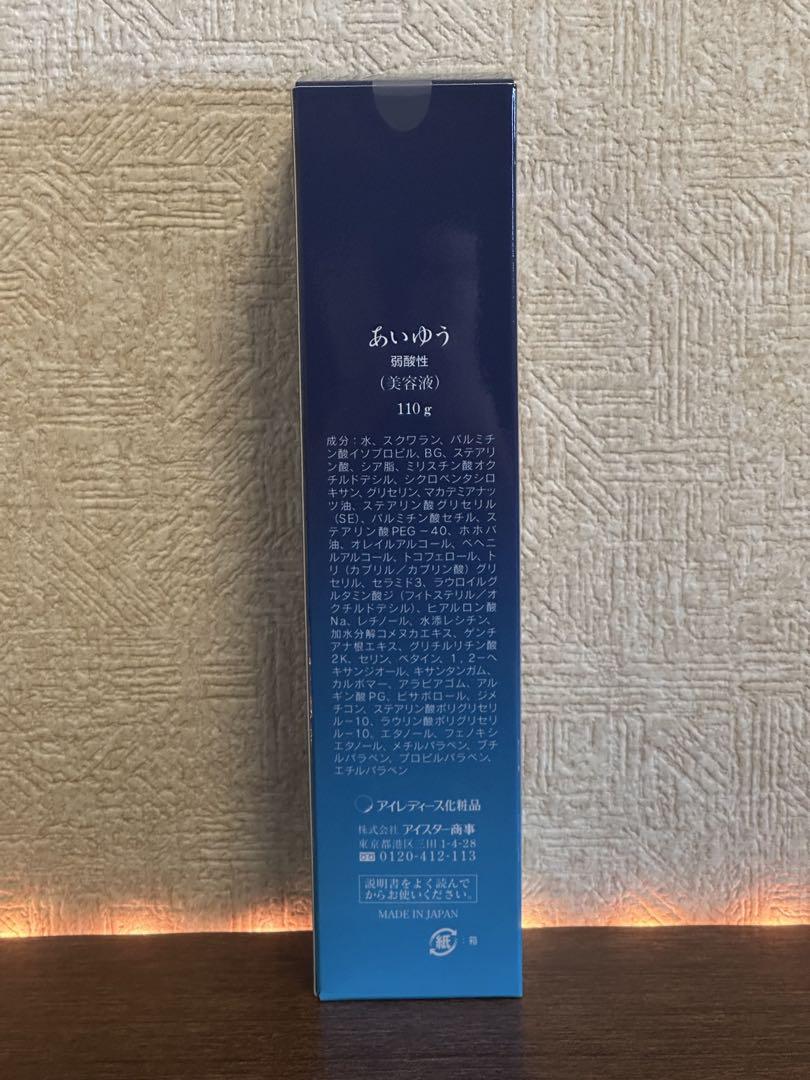 あいゆう
弱酸性
（美容液）
110g
成分：水、スクワラン、パルミチ
ン酸イソプロピル、BG、ステアリ
ン酸、シア脂、ミリスチン酸オク
チルドデシル、シクロペンタシロ
キサン、グリセリン、マカデミアナッ
ツ油、ステアリン酸グリセリル
（SE）、パルミチン酸セチル、ス
テアリン酸PEG－40、ホホバ
油、オレイルアルコール、ベヘニ
ルアルコール、トコフェロール、ト
リ（カプリル／カプリン酸）グリ
セリル、セラミド3、ラウロイルグ
ルタミン酸ジ（フィトステリル／オ
クチルドデシル）、ヒアルロン酸
Na、レチノール、水添レシチン、
加水分解コメヌカエキス、ゲンチ
アナ根エキス、グリチルリチン酸
2K、セリン、ベタイン、1，2－ヘ
キサンジオール、キサンタンガム、
カルボマー、アラビアゴム、アル
ギン酸PG、ビサボロール、ジメ
チコン、ステアリン酸ポリグリセリ
ル－10、ラウリン酸ポリグリセリ
ル－10、エタノール、フェノキシ
エタノール、メチルパラベン、ブチ
ルパラベン、プロピルパラベン、
エチルパラベン
アイレディース化粧品
株式会社 アイスター商事
東京都港区三田1-4-28
0120-412-113
説明書をよく読んで
からお使いください。
MADE IN JAPAN
紙：箱